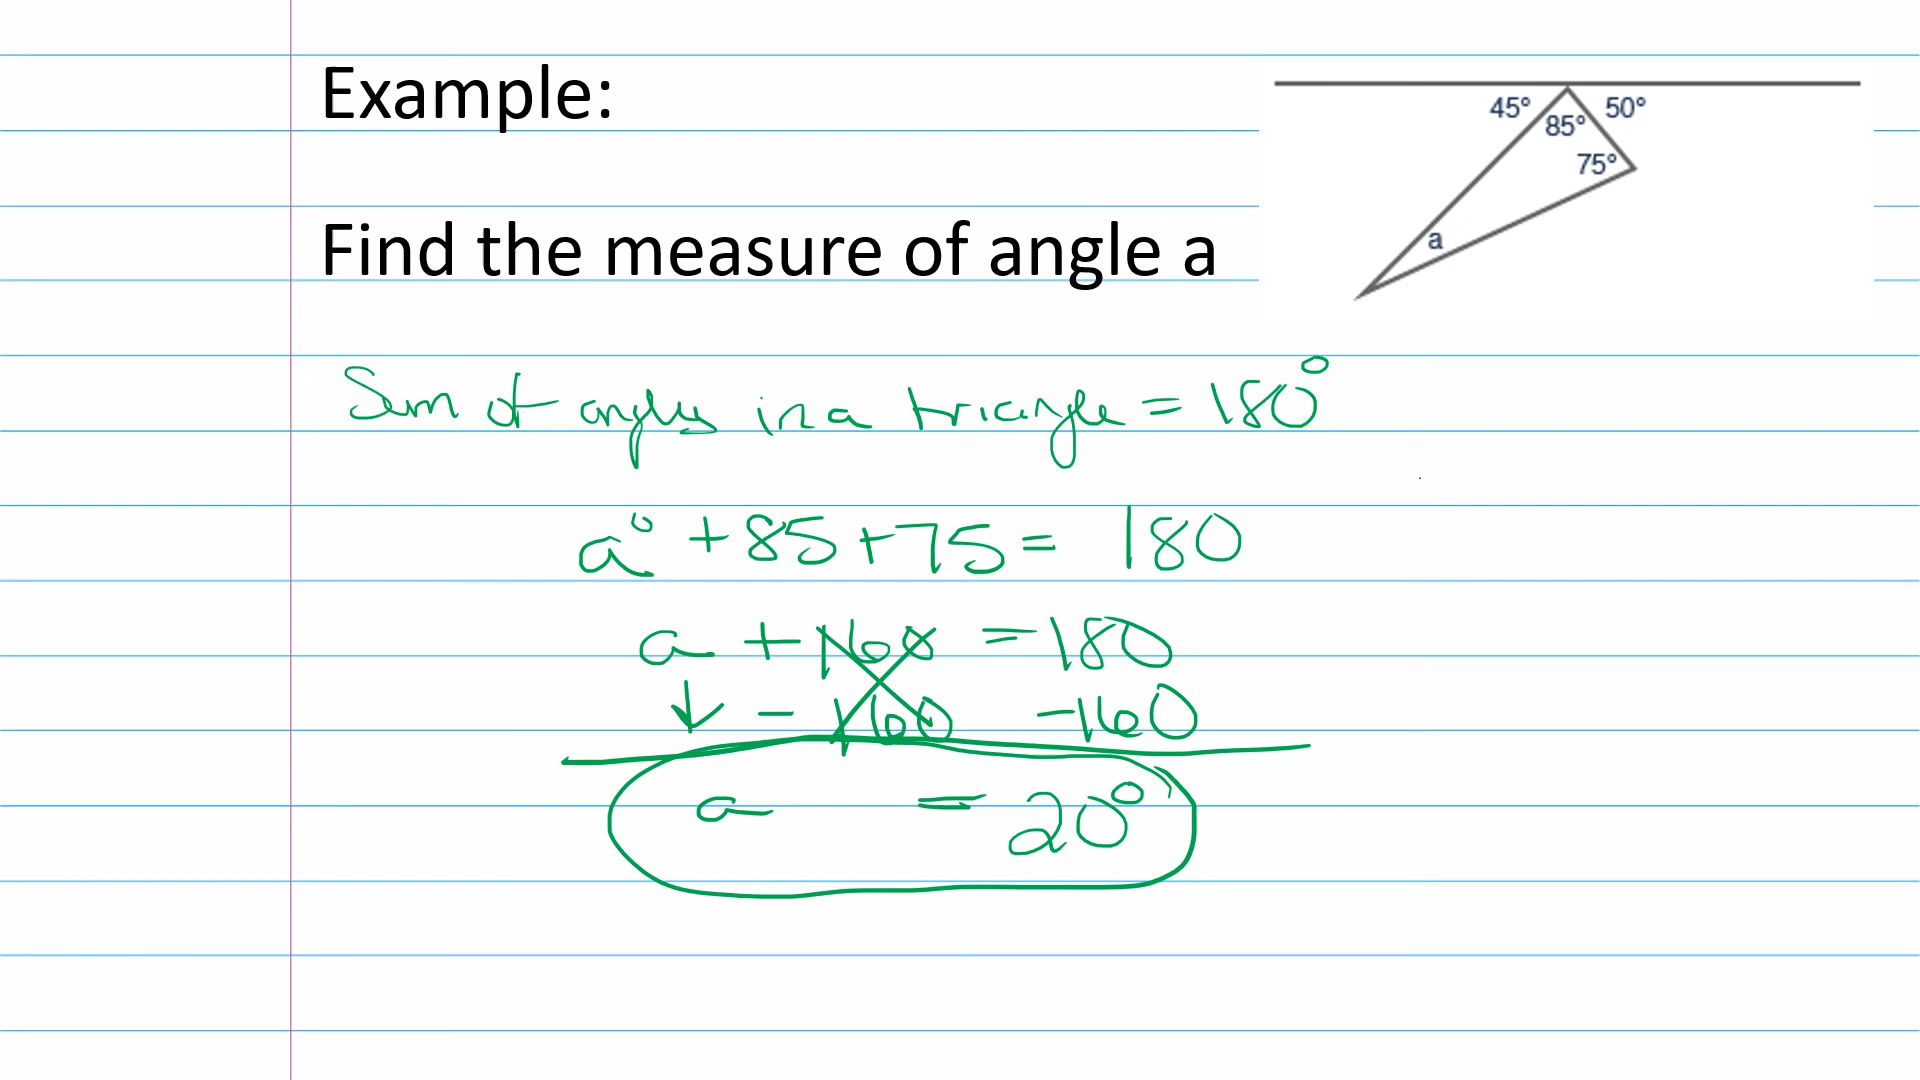 Example:
45° 50°
85°
75°
Find the measure of angle a
a
Sum of angles in a triangle = 180°
a° + 85 + 75 = 180
a + 160 = 180
↓ - 160 -160
a = 20°